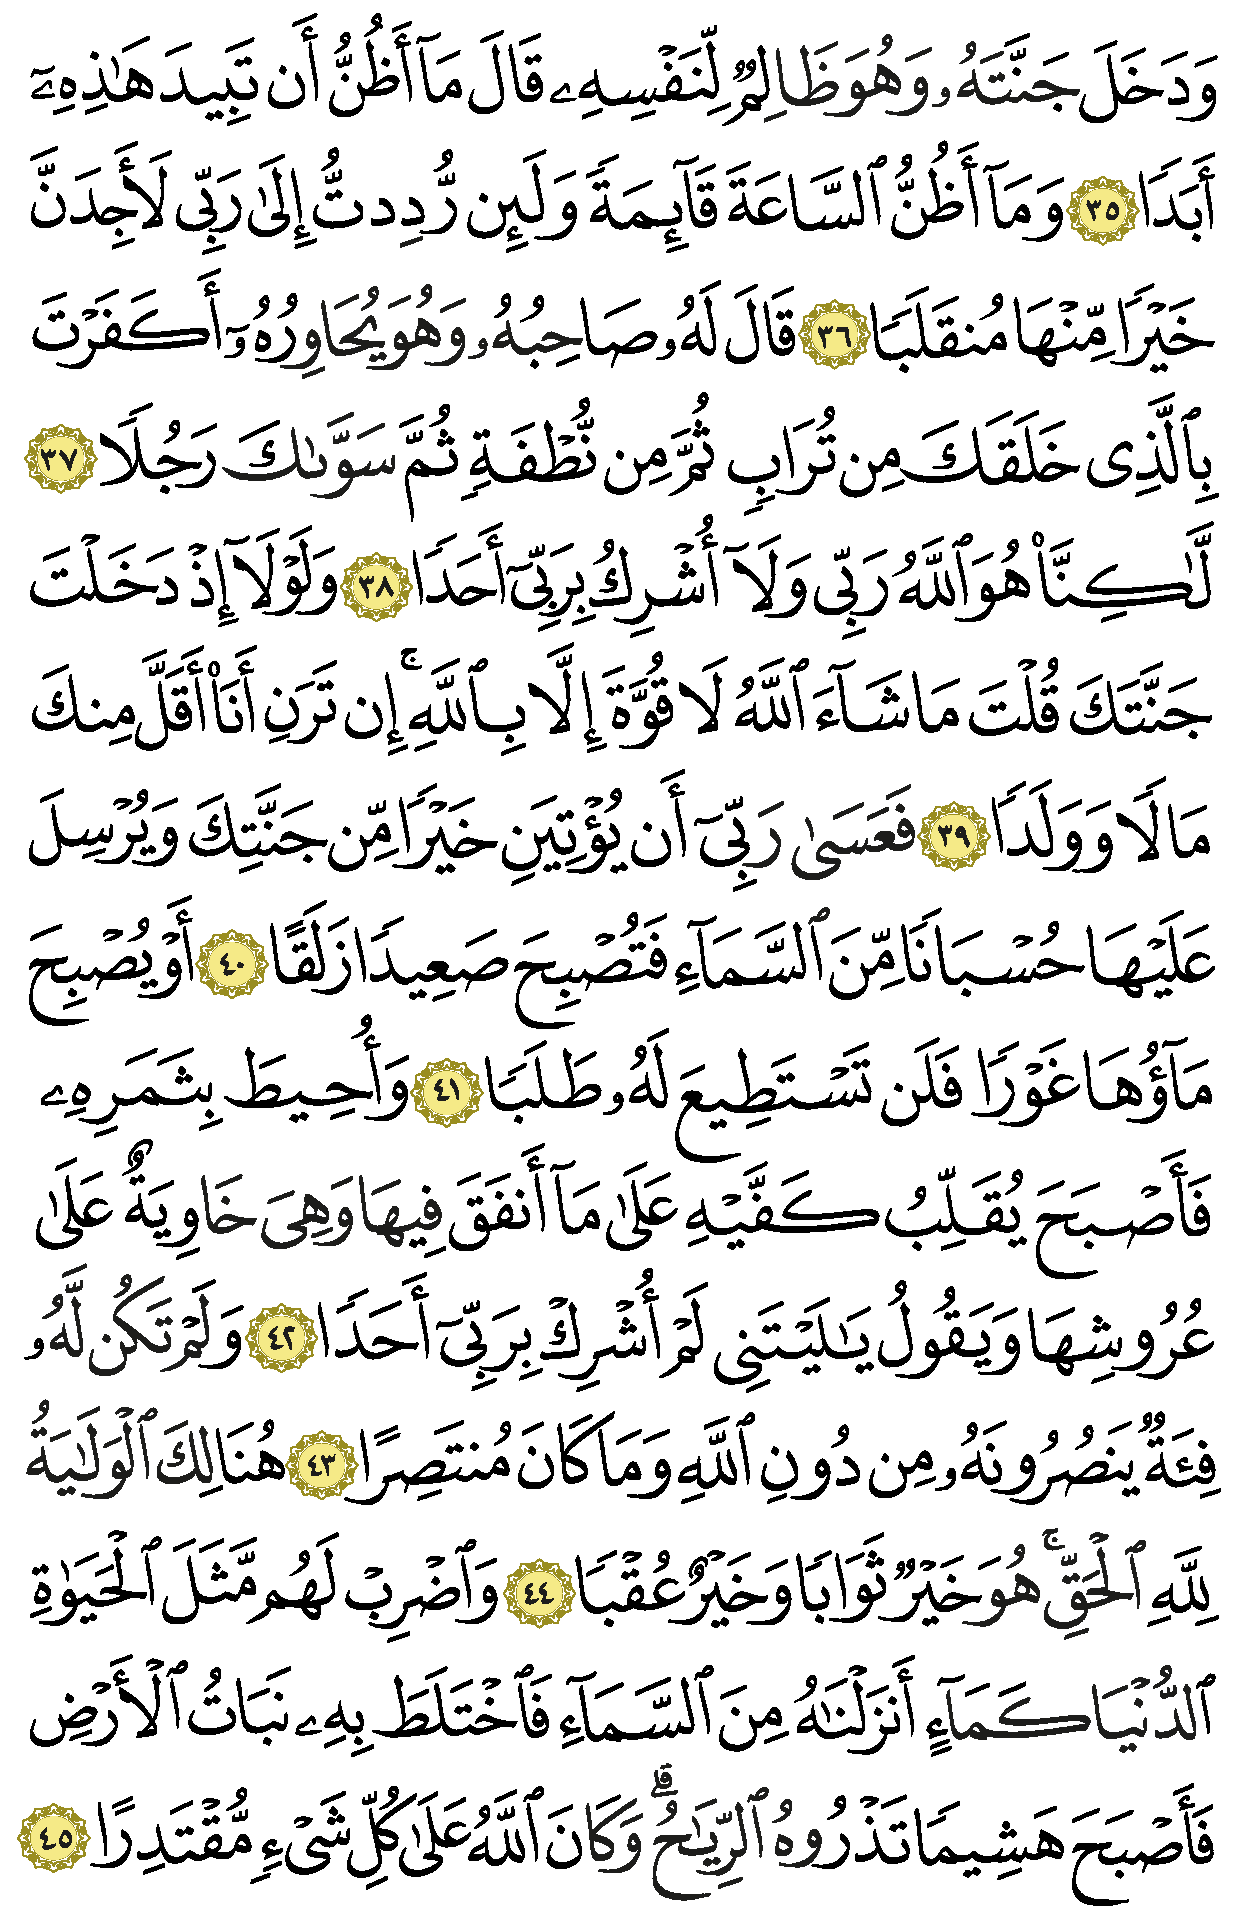 وَدَخَلَ جَنَّتَهُۥ وَهُوَ ظَالِمٌ لِّنَفْسِهِۦ قَالَ مَآ أَظُنُّ أَن تَبِيدَ هَـٰذِهِۦٓ
أَبَدًا ٣٥ وَمَآ أَظُنُّ ٱلسَّاعَةَ قَآئِمَةً وَلَئِن رُّدِدتُّ إِلَىٰ رَبِّى لَأَجِدَنَّ
خَيْرًا مِّنْهَا مُنقَلَبًا ٣٦ قَالَ لَهُۥ صَاحِبُهُۥ وَهُوَ يُحَاوِرُهُۥٓ أَكَفَرْتَ
بِٱلَّذِى خَلَقَكَ مِن تُرَابٍ ثُمَّ مِن نُّطْفَةٍ ثُمَّ سَوَّىٰكَ رَجُلًا ٣٧
لَّـٰكِنَّا۠ هُوَ ٱللَّهُ رَبِّى وَلَآ أُشْرِكُ بِرَبِّىٓ أَحَدًا ٣٨ وَلَوْلَآ إِذْ دَخَلْتَ
جَنَّتَكَ قُلْتَ مَا شَآءَ ٱللَّهُ لَا قُوَّةَ إِلَّا بِٱللَّهِ ۚ إِن تَرَنِ أَنَا۠ أَقَلَّ مِنكَ
مَالًا وَوَلَدًا ٣٩ فَعَسَىٰ رَبِّىٓ أَن يُؤْتِيَنِ خَيْرًا مِّن جَنَّتِكَ وَيُرْسِلَ
عَلَيْهَا حُسْبَانًا مِّنَ ٱلسَّمَآءِ فَتُصْبِحَ صَعِيدًا زَلَقًا ٤٠ أَوْ يُصْبِحَ
مَآؤُهَا غَوْرًا فَلَن تَسْتَطِيعَ لَهُۥ طَلَبًا ٤١ وَأُحِيطَ بِثَمَرِهِۦ
فَأَصْبَحَ يُقَلِّبُ كَفَّيْهِ عَلَىٰ مَآ أَنفَقَ فِيهَا وَهِىَ خَاوِيَةٌ عَلَىٰ
عُرُوشِهَا وَيَقُولُ يَـٰلَيْتَنِى لَمْ أُشْرِكْ بِرَبِّىٓ أَحَدًا ٤٢ وَلَمْ تَكُن لَّهُۥ
فِئَةٌ يَنصُرُونَهُۥ مِن دُونِ ٱللَّهِ وَمَا كَانَ مُنتَصِرًا ٤٣ هُنَالِكَ ٱلْوَلَـٰيَةُ
لِلَّهِ ٱلْحَقِّ ۚ هُوَ خَيْرٌ ثَوَابًا وَخَيْرٌ عُقْبًا ٤٤ وَٱضْرِبْ لَهُم مَّثَلَ ٱلْحَيَوٰةِ
ٱلدُّنْيَا كَمَآءٍ أَنزَلْنَـٰهُ مِنَ ٱلسَّمَآءِ فَٱخْتَلَطَ بِهِۦ نَبَاتُ ٱلْأَرْضِ
فَأَصْبَحَ هَشِيمًا تَذْرُوهُ ٱلرِّيَـٰحُ ۗ وَكَانَ ٱللَّهُ عَلَىٰ كُلِّ شَىْءٍ مُّقْتَدِرًا ٤٥